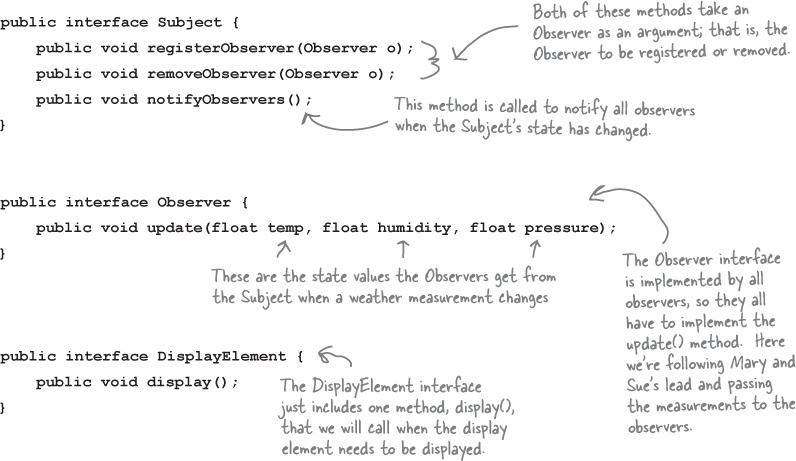 public interface Subject {
public void registerObserver(Observer o);
public void removeObserver(Observer o);
public void notifyObservers();
}
Both of these methods take an
Observer as an argument; that is, the
Observer to be registered or removed.
This method is called to notify all observers
when the Subject's state has changed.
public interface Observer {
public void update(float temp, float humidity, float pressure);
}
These are the state values the Observers get from
the Subject when a weather measurement changes
The Observer interface
is implemented by all
observers, so they all
have to implement the
update() method. Here
we're following Mary and
Sue's lead and passing
the measurements to the
observers.
public interface DisplayElement {
public void display();
}
The DisplayElement interface
just includes one method, display(),
that we will call when the display
element needs to be displayed.